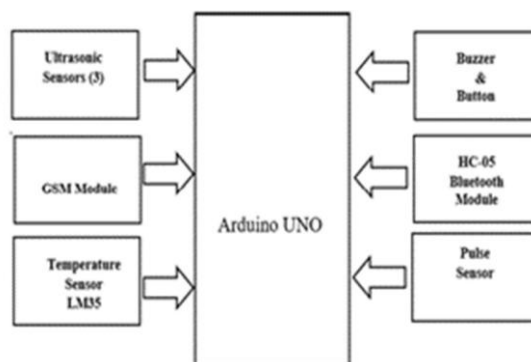 Ultrasonic
Sensors (3)
GSM Module
Temperature
Sensor
LM35
Arduino UNO
Buzzer
&
Button
HC-05
Bluetooth
Module
Pulse
Sensor